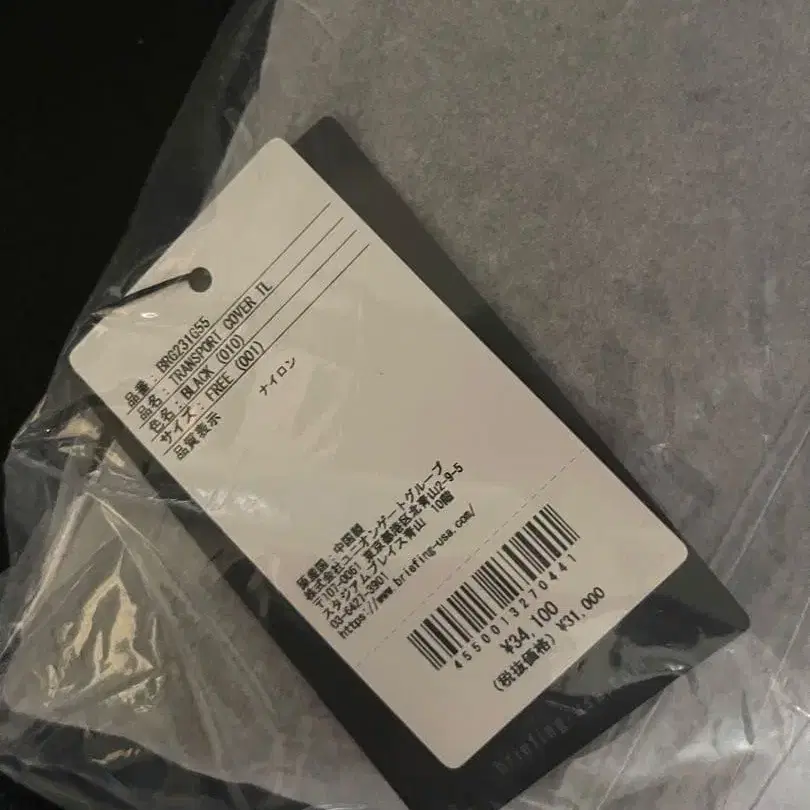 品番: BRG231G55
品名: TRANSPORT COVER TL
色名: BLACK (010)
サイズ: FREE (001)
品質表示
ナイロン
原産国: 中国製
株式会社ユニオンゲートグループ
〒107-0061 東京都港区北青山2-9-5
スタジアムプレイス青山 10階
03-6427-3901
https://www.briefing-usa.com/
4550013270441
¥34,100
(税抜価格) ¥31,000
briefing-usa